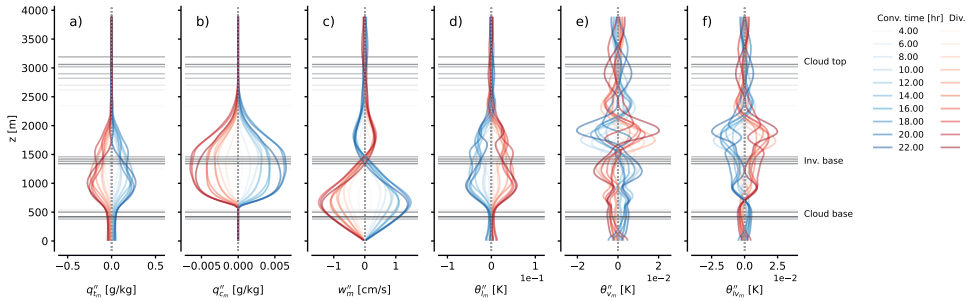 a) b) c) d) e) f)
4000
3500
3000
2500
2000
1500
1000
500
0
z [m]
−0.5 0.0 0.5
q″tm [g/kg]
−0.005 0.000 0.005
q″cm [g/kg]
−1 0 1
w″m [cm/s]
−1 0 1
1e−1
θ″lm [K]
−2 0 2
1e−2
θ″vm [K]
−5.0 −2.5 0.0 2.5
1e−2
θ″lvm [K]
Cloud top
Inv. base
Cloud base
Conv. time [hr] Div.
4.00
6.00
8.00
10.00
12.00
14.00
16.00
18.00
20.00
22.00